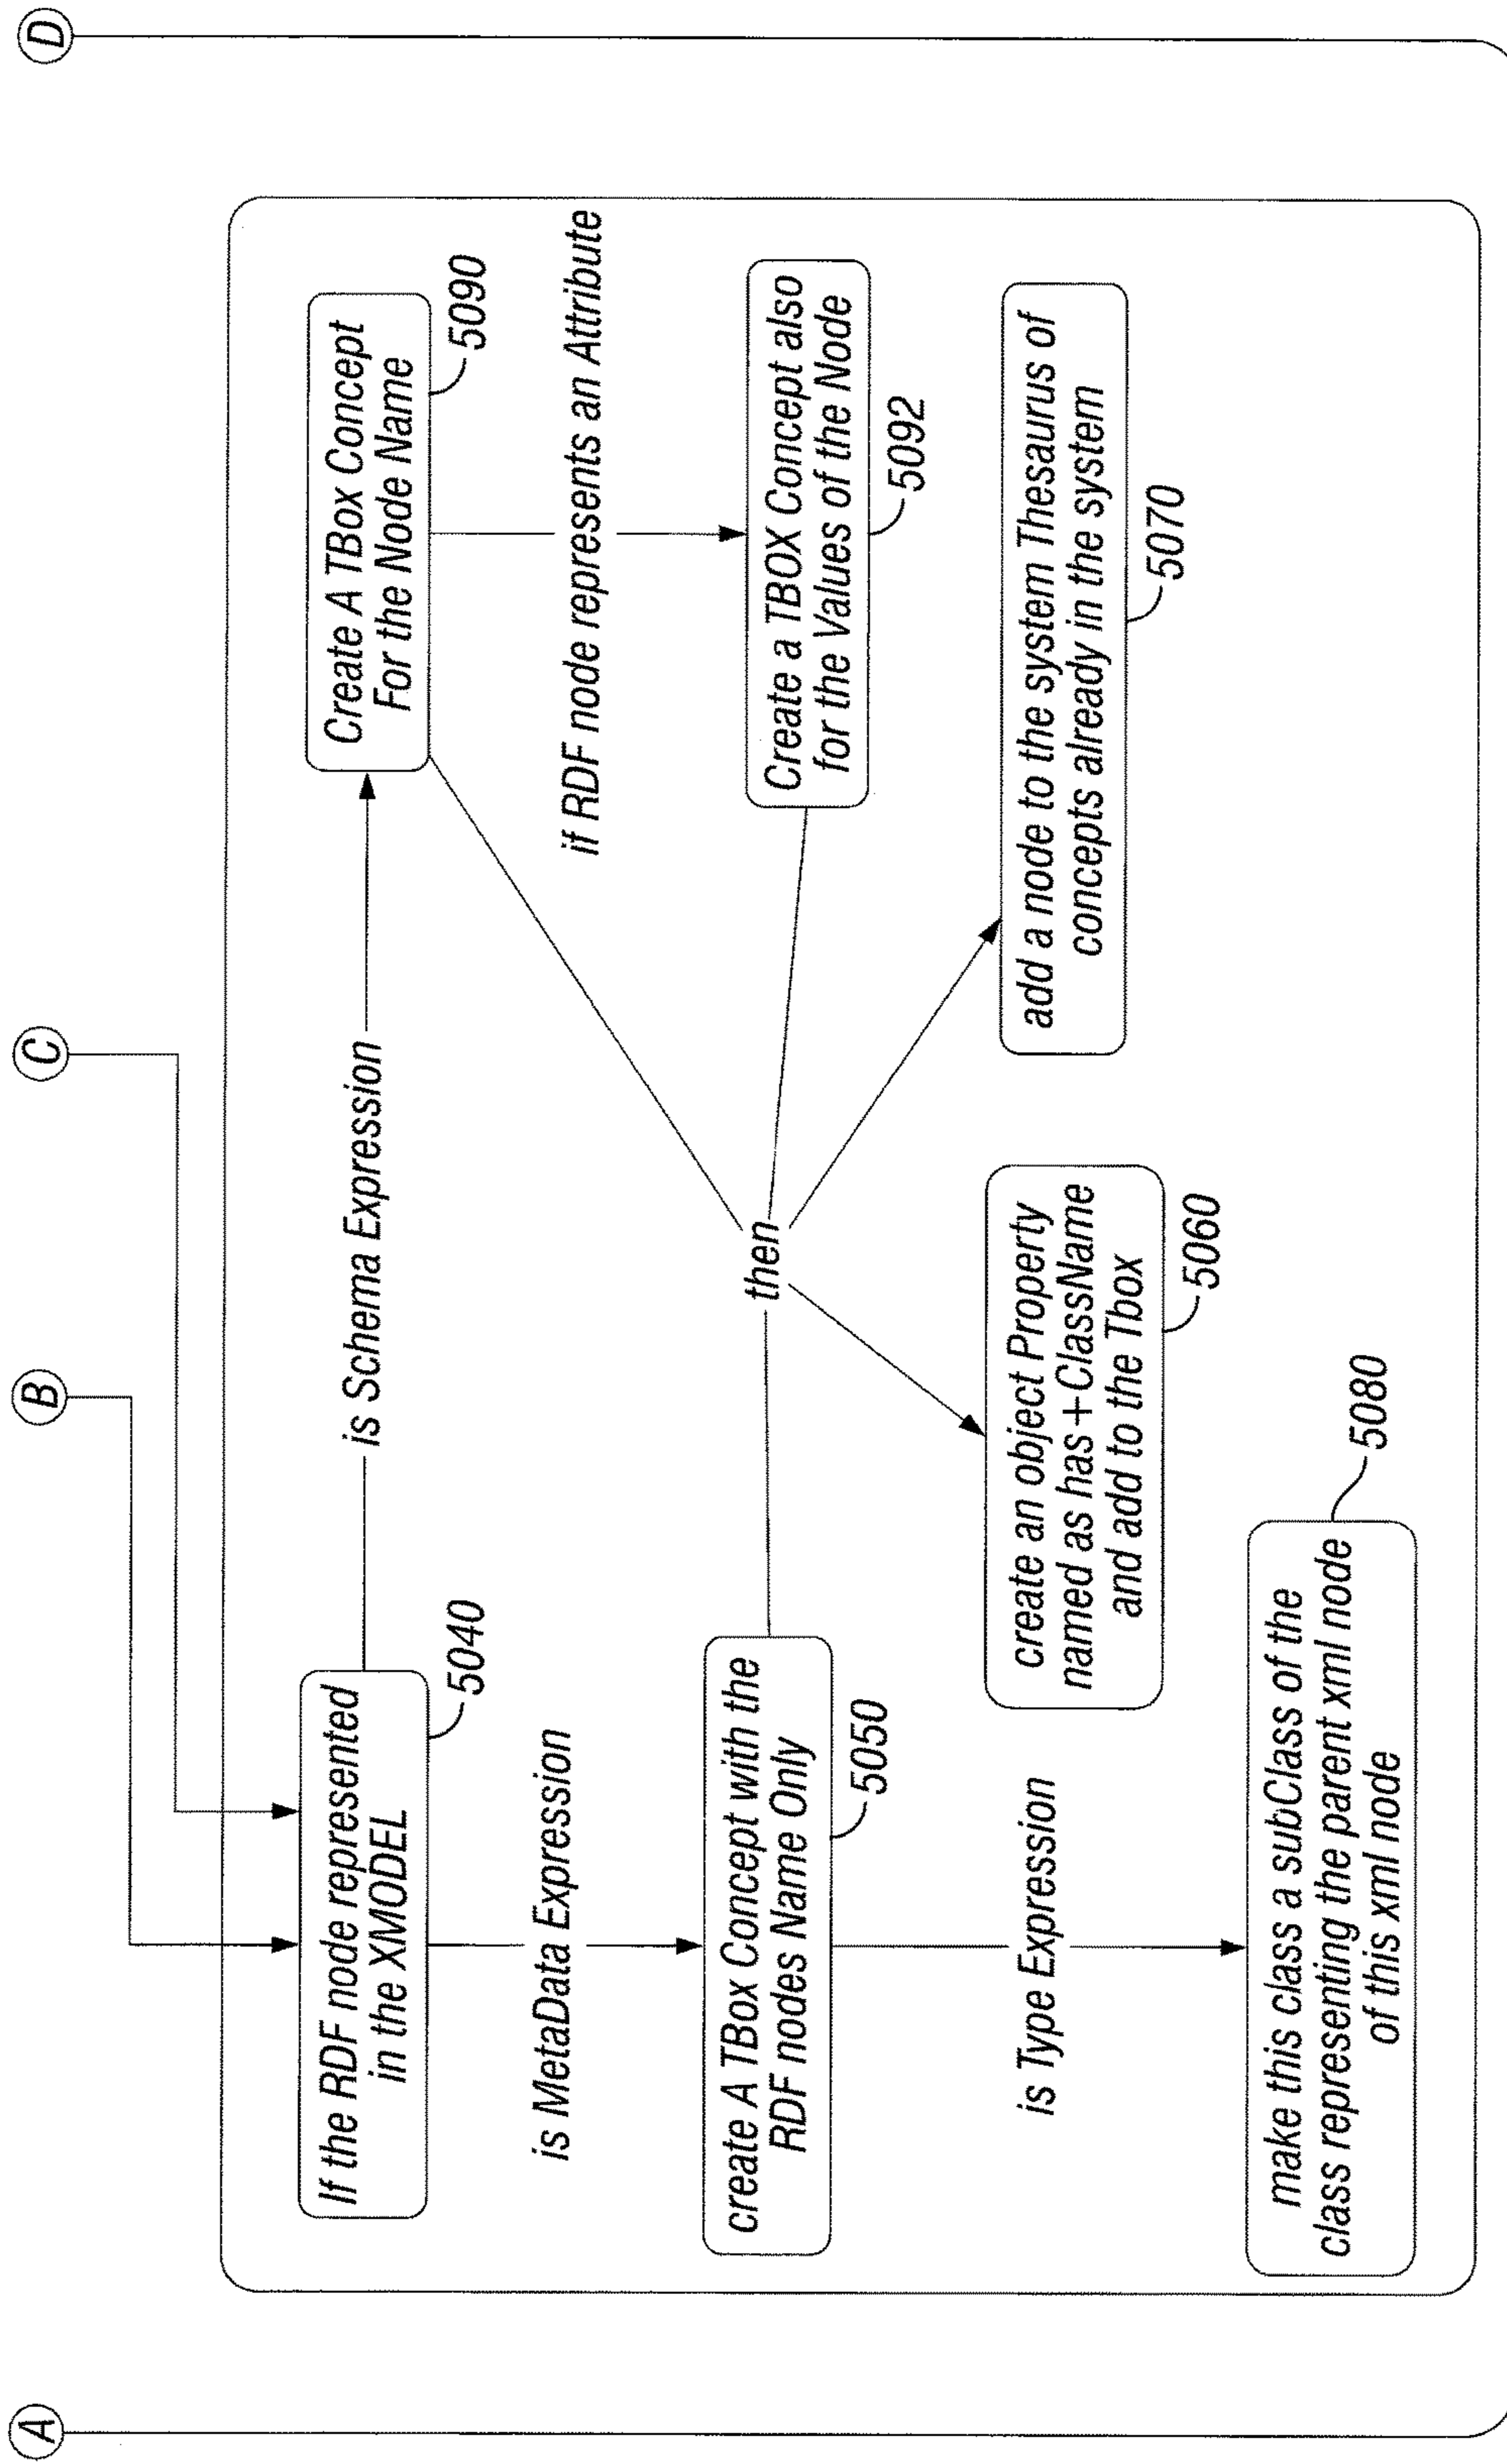 A
B
C
D
If the RDF node represented
in the XMODEL
5040
is Schema Expression
Create A TBox Concept
For the Node Name
5090
is MetaData Expression
if RDF node represents an Attribute
create A TBox Concept with the
RDF nodes Name Only
5050
then
Create a TBOX Concept also
for the Values of the Node
5092
is Type Expression
create an object Property
named as has+ClassName
and add to the Tbox
5060
add a node to the system Thesaurus of
concepts already in the system
5070
make this class a subClass of the
class representing the parent xml node
of this xml node
5080